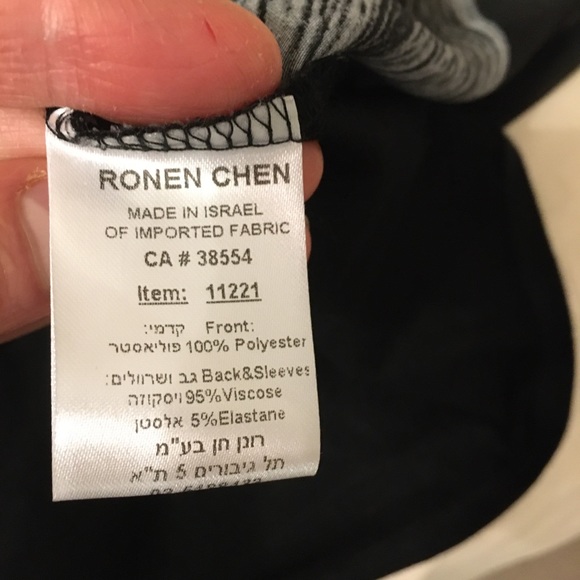 RONEN CHEN
MADE IN ISRAEL
OF IMPORTED FABRIC
CA # 38554
Item: 11221
קדמי: Front:
פוליאסטר 100% Polyester
גב ושרוולים: Back&Sleeves:
ויסקוזה 95%Viscose
אלסטן 5%Elastane
רונן חן בע"מ
תל גיבורים 5 ת"א